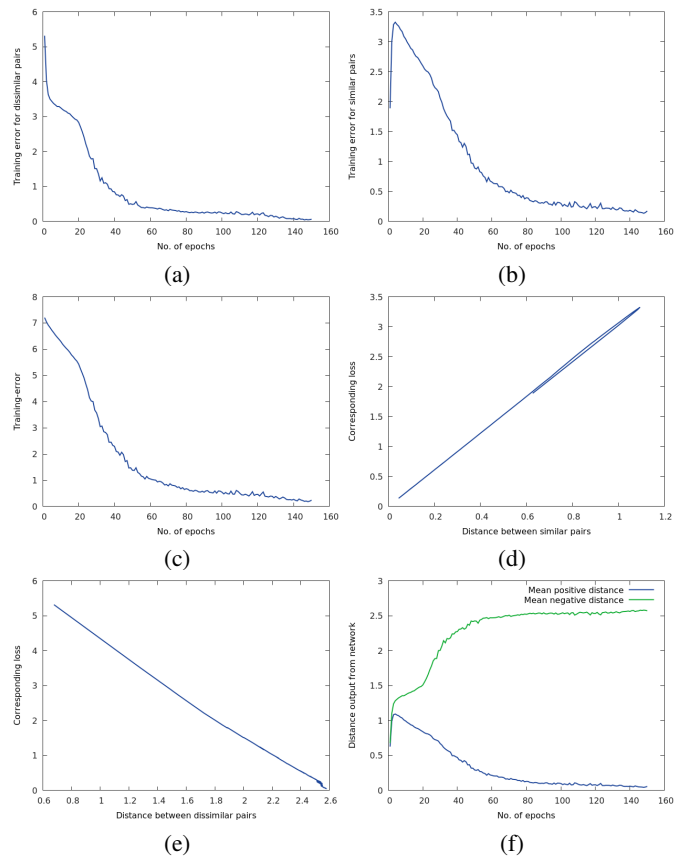 6
5
4
3
2
1
0
0 20 40 60 80 100 120 140 160
Training error for dissimilar pairs
No. of epochs
(a)
3.5
3
2.5
2
1.5
1
0.5
0
0 20 40 60 80 100 120 140 160
Training error for similar pairs
No. of epochs
(b)
8
7
6
5
4
3
2
1
0
0 20 40 60 80 100 120 140 160
Training-error
No. of epochs
(c)
3.5
3
2.5
2
1.5
1
0.5
0
0.2 0.4 0.6 0.8 1 1.2
Corresponding loss
Distance between similar pairs
(d)
6
5
4
3
2
1
0
0.6 0.8 1 1.2 1.4 1.6 1.8 2 2.2 2.4 2.6
Corresponding loss
Distance between dissimilar pairs
(e)
3
2.5
2
1.5
1
0.5
0
0 20 40 60 80 100 120 140 160
Distance output from network
No. of epochs
Mean positive distance
Mean negative distance
(f)